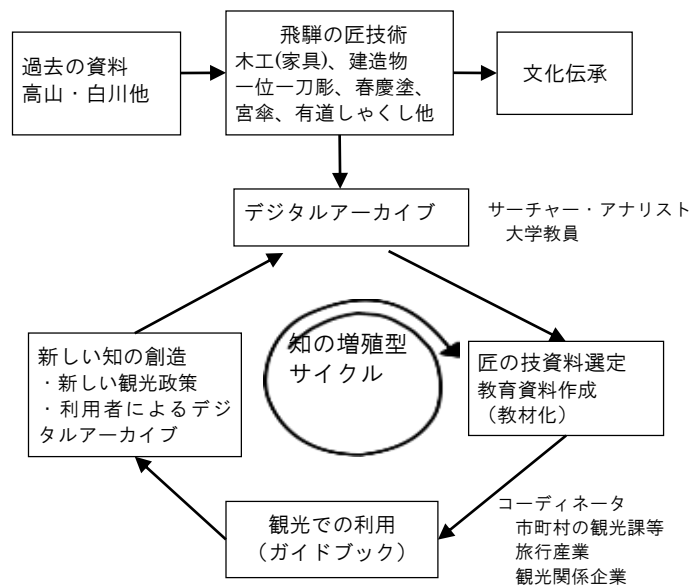 過去の資料
高山・白川他
飛騨の匠技術
木工(家具)、建造物
一位一刀彫、春慶塗、
宮傘、有道しゃくし他
文化伝承
デジタルアーカイブ
サーチャー・アナリスト
大学教員
新しい知の創造
・新しい観光政策
・利用者によるデジ
タルアーカイブ
知の増殖型
サイクル
匠の技資料選定
教育資料作成
（教材化）
観光での利用
（ガイドブック）
コーディネータ
市町村の観光課等
旅行産業
観光関係企業